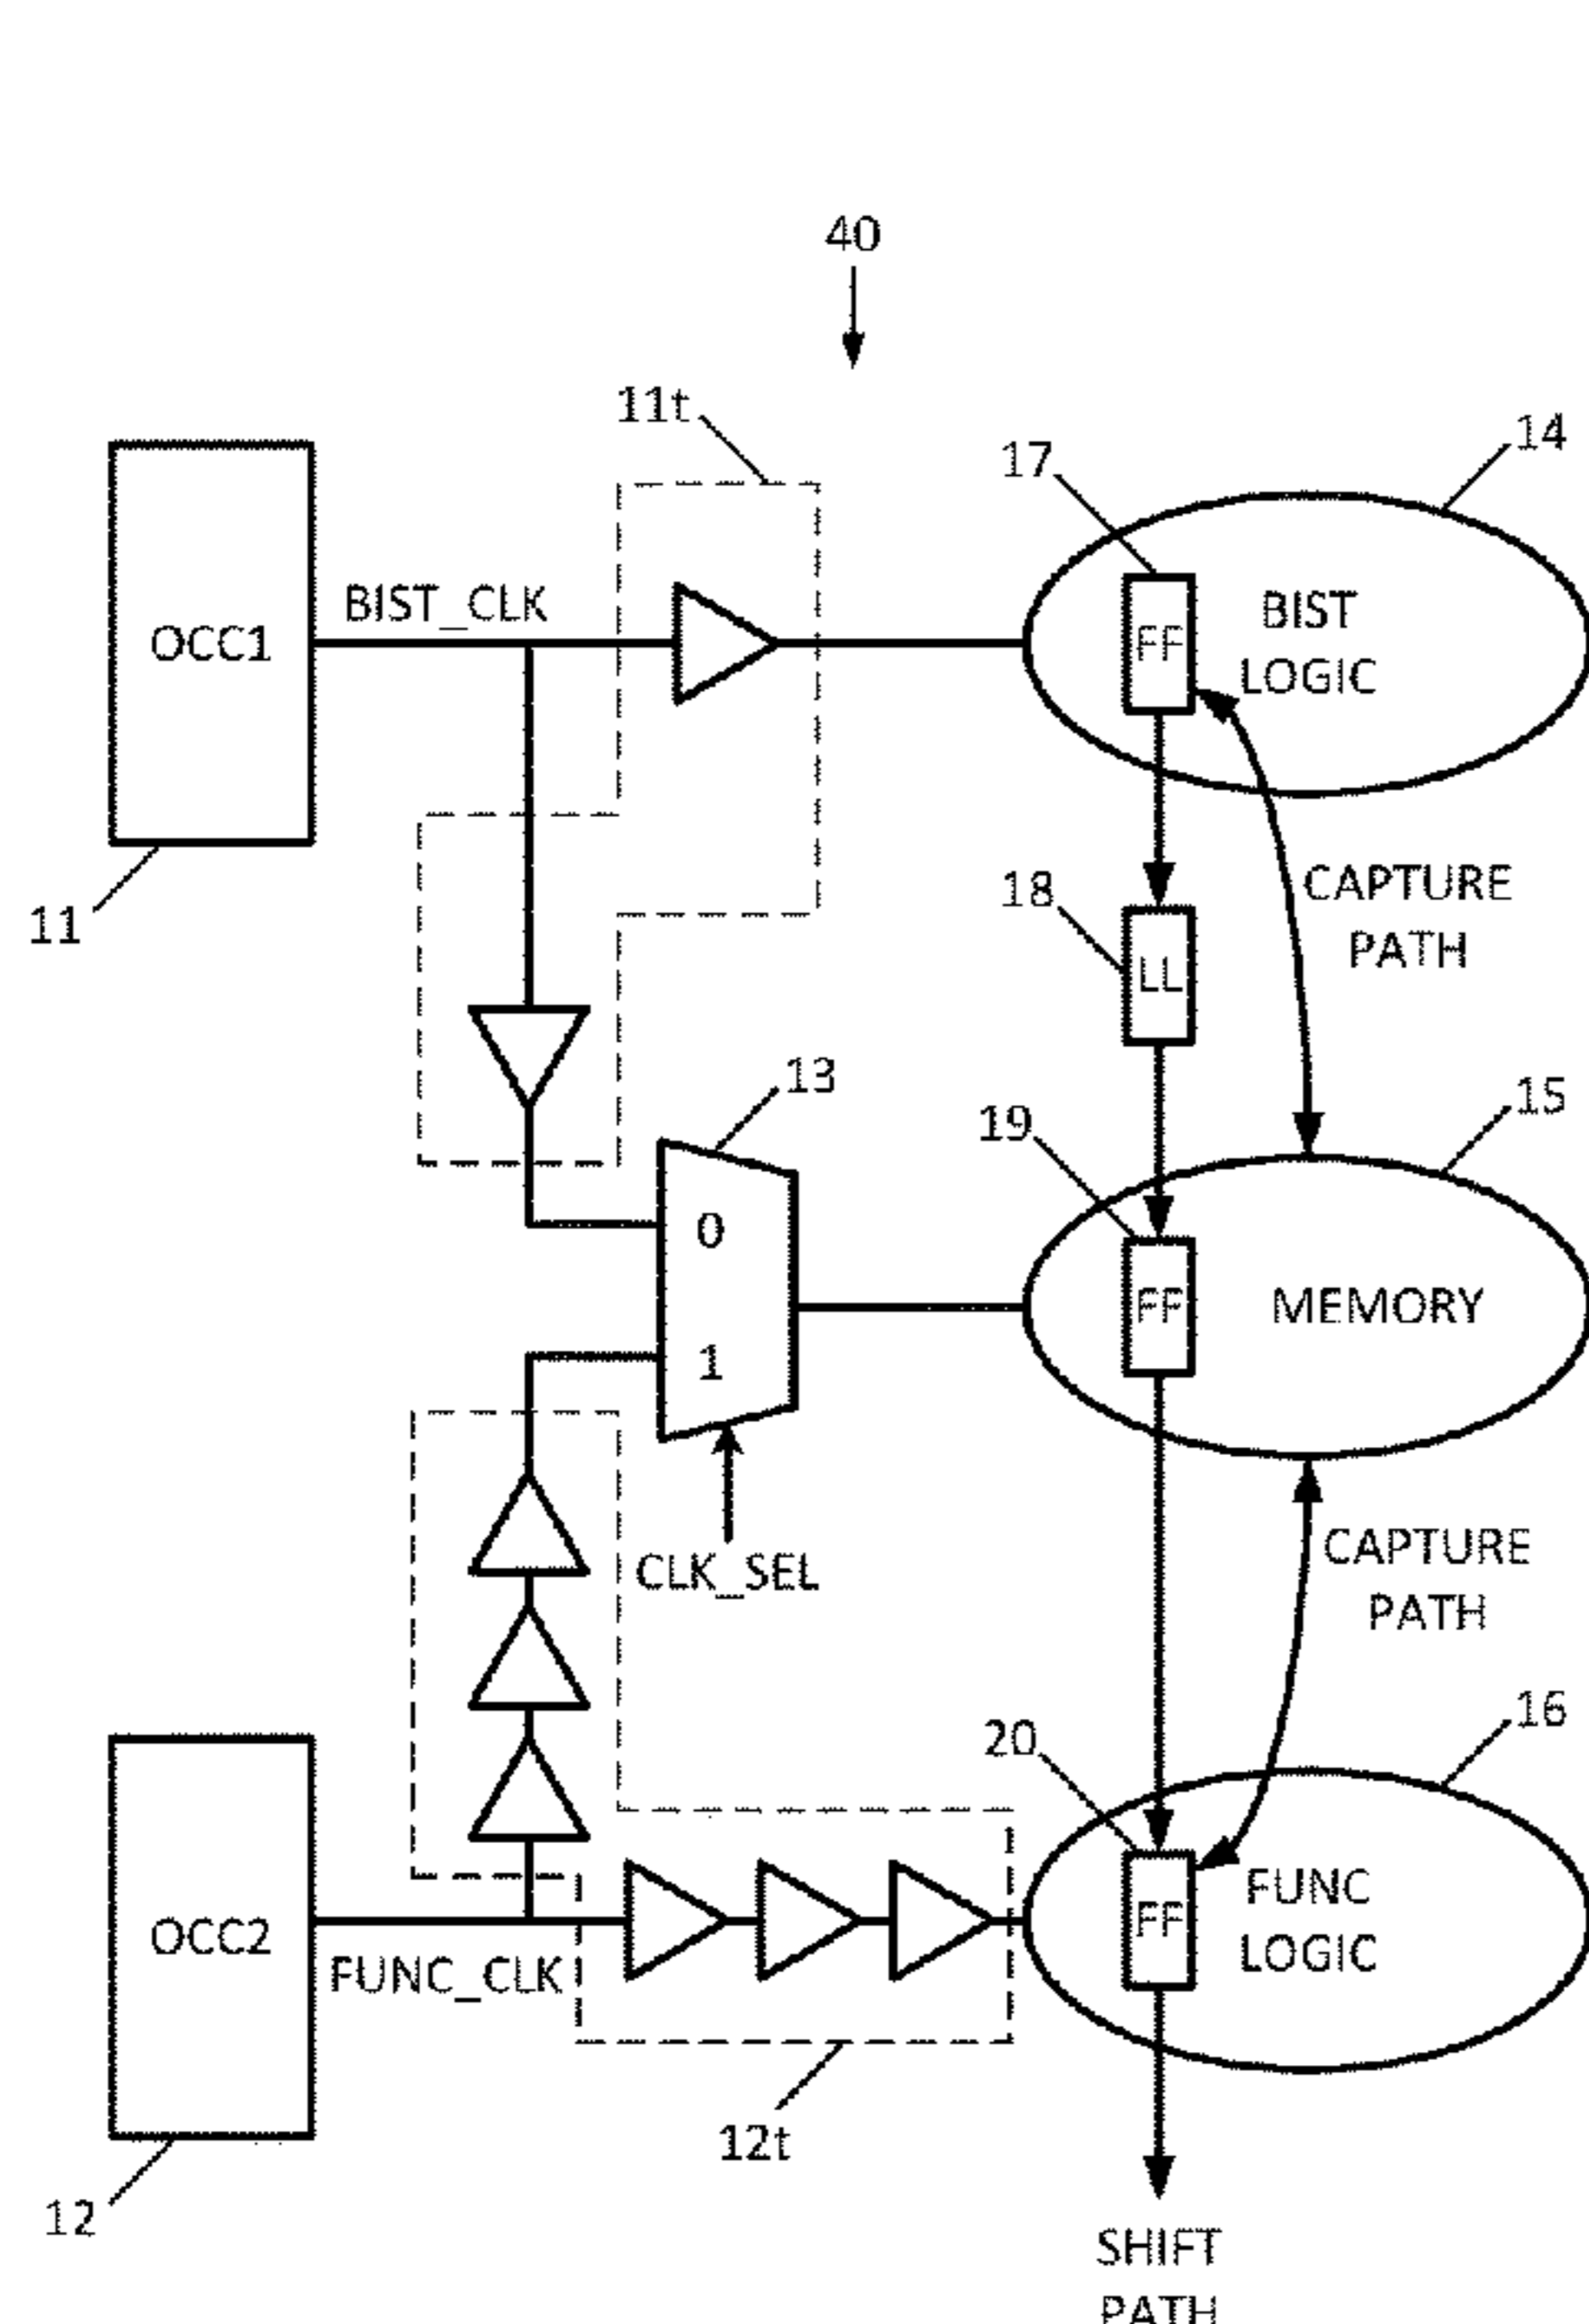 40
11t
14
17
BIST_CLK
OCC1
FF
BIST
LOGIC
11
18
LL
CAPTURE
PATH
13
15
19
0
1
FF
MEMORY
CLK_SEL
CAPTURE
PATH
16
20
OCC2
FUNC_CLK
FF
FUNC
LOGIC
12t
12
SHIFT
PATH